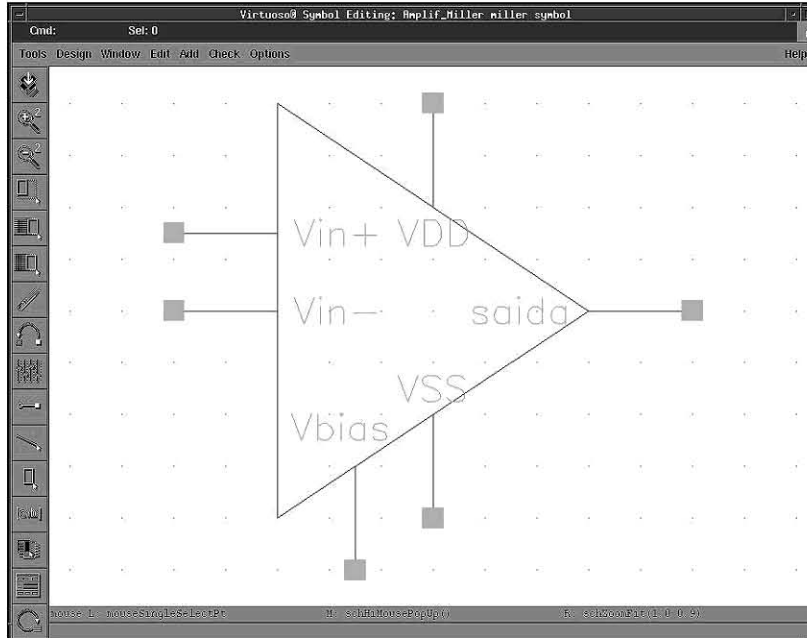 Virtuoso® Symbol Editing: Amplif_Miller miller symbol
Cmd: Sel: 0
Tools Design Window Edit Add Check Options Help
Vin+ VDD
Vin- saida
VSS
Vbias
mouse L: mouseSingleSelectPt M: schHiMousePopUp() R: schZoomFit(1.0 0.9)